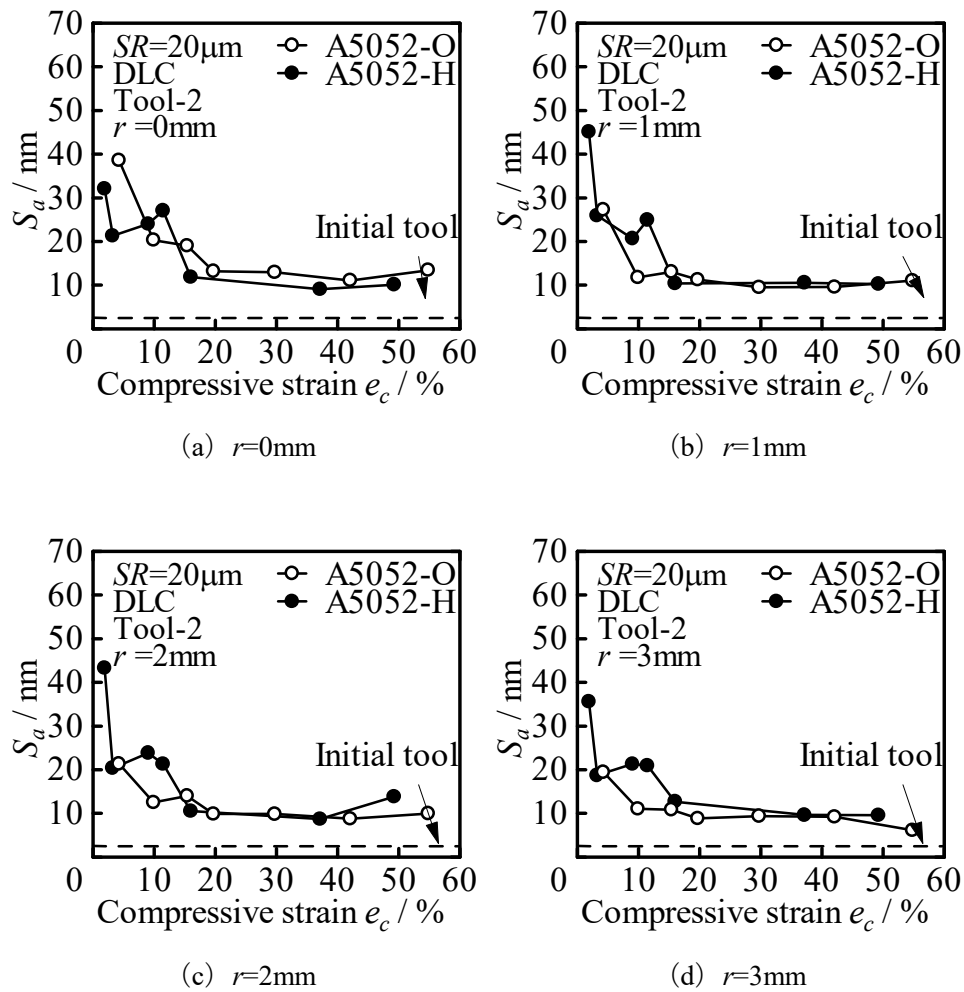 70
60
50
40
30
20
10
0
10 20 30 40 50 60
S_a / nm
SR=20μm
DLC
Tool-2
r =0mm
A5052-O
A5052-H
Initial tool
Compressive strain e_c / %
(a) r=0mm
70
60
50
40
30
20
10
0
10 20 30 40 50 60
S_a / nm
SR=20μm
DLC
Tool-2
r =1mm
A5052-O
A5052-H
Initial tool
Compressive strain e_c / %
(b) r=1mm
70
60
50
40
30
20
10
0
10 20 30 40 50 60
S_a / nm
SR=20μm
DLC
Tool-2
r =2mm
A5052-O
A5052-H
Initial tool
Compressive strain e_c / %
(c) r=2mm
70
60
50
40
30
20
10
0
10 20 30 40 50 60
S_a / nm
SR=20μm
DLC
Tool-2
r =3mm
A5052-O
A5052-H
Initial tool
Compressive strain e_c / %
(d) r=3mm